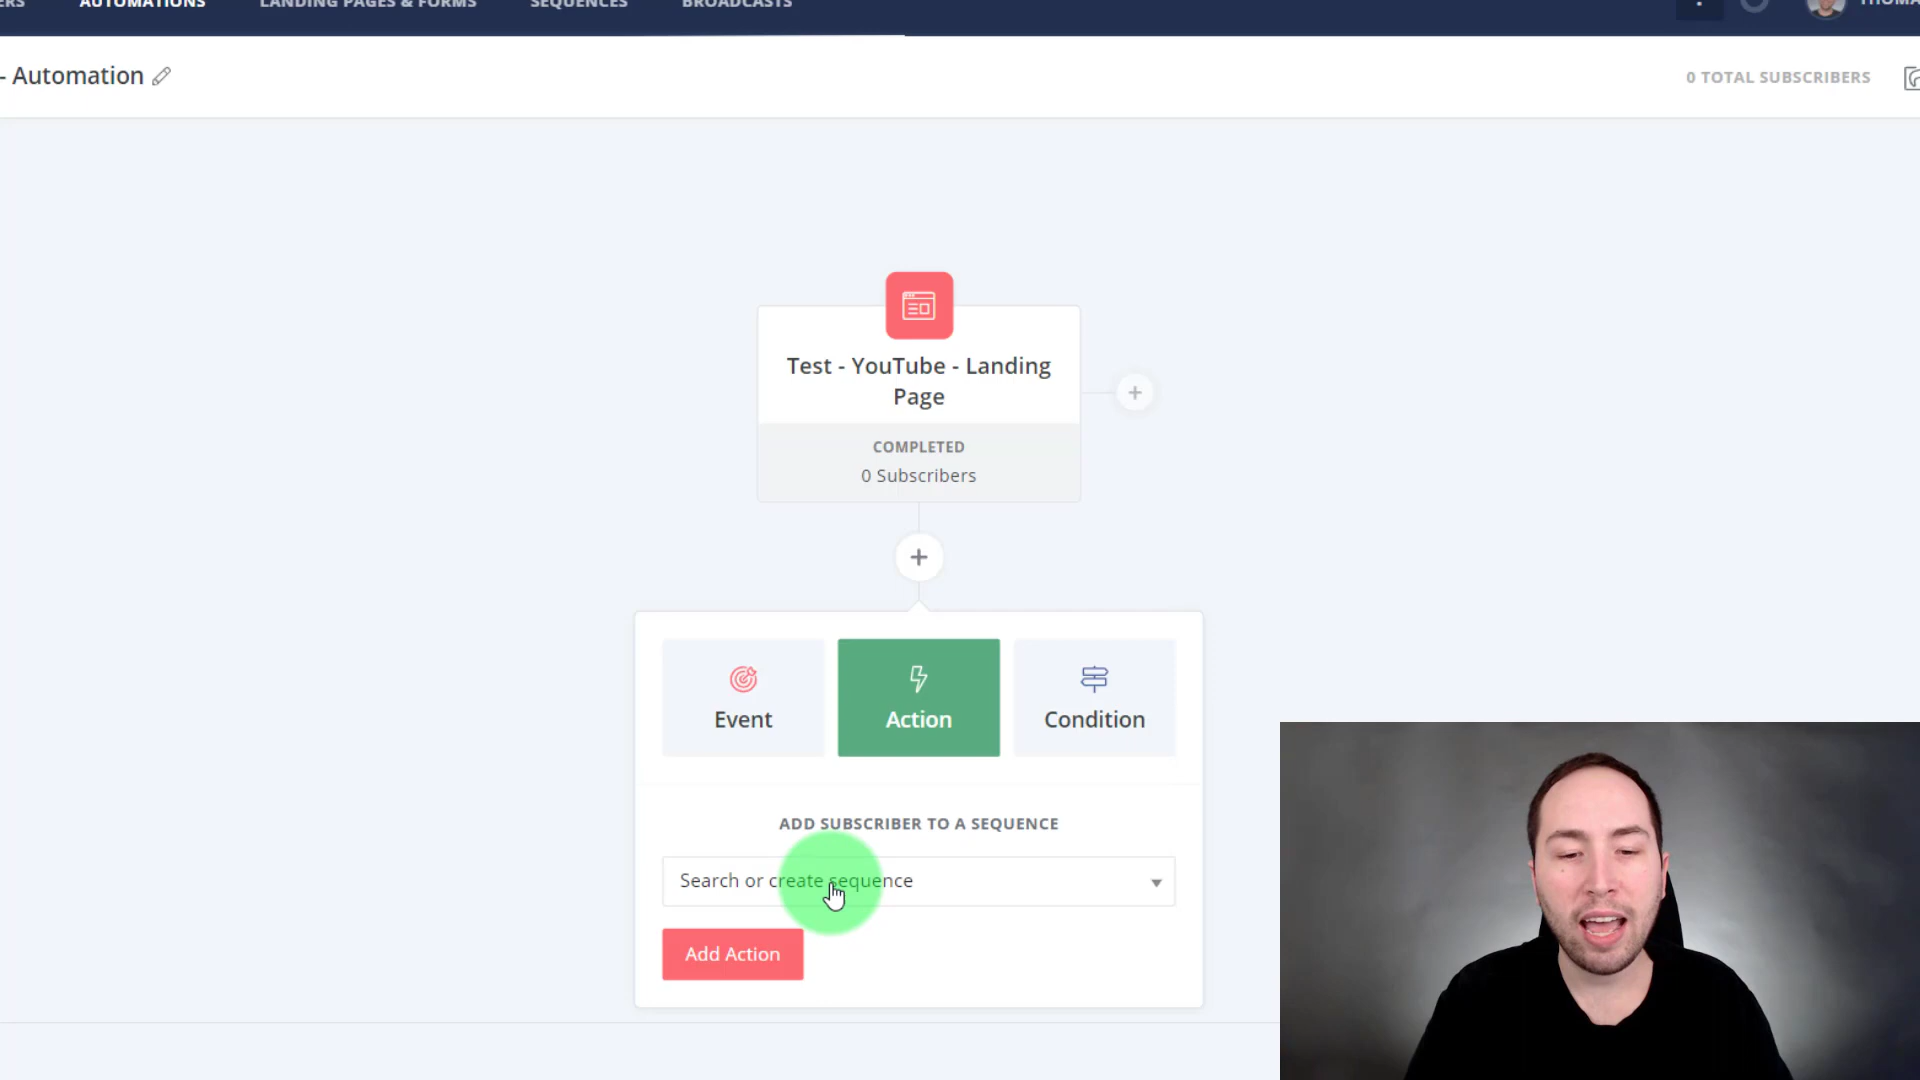 AUTOMATIONS
LANDING PAGES & FORMS
SEQUENCES
BROADCASTS
- Automation
0 TOTAL SUBSCRIBERS
Test - YouTube - Landing
Page
COMPLETED
0 Subscribers
+
+
Event
Action
Condition
ADD SUBSCRIBER TO A SEQUENCE
Search or create sequence
Add Action